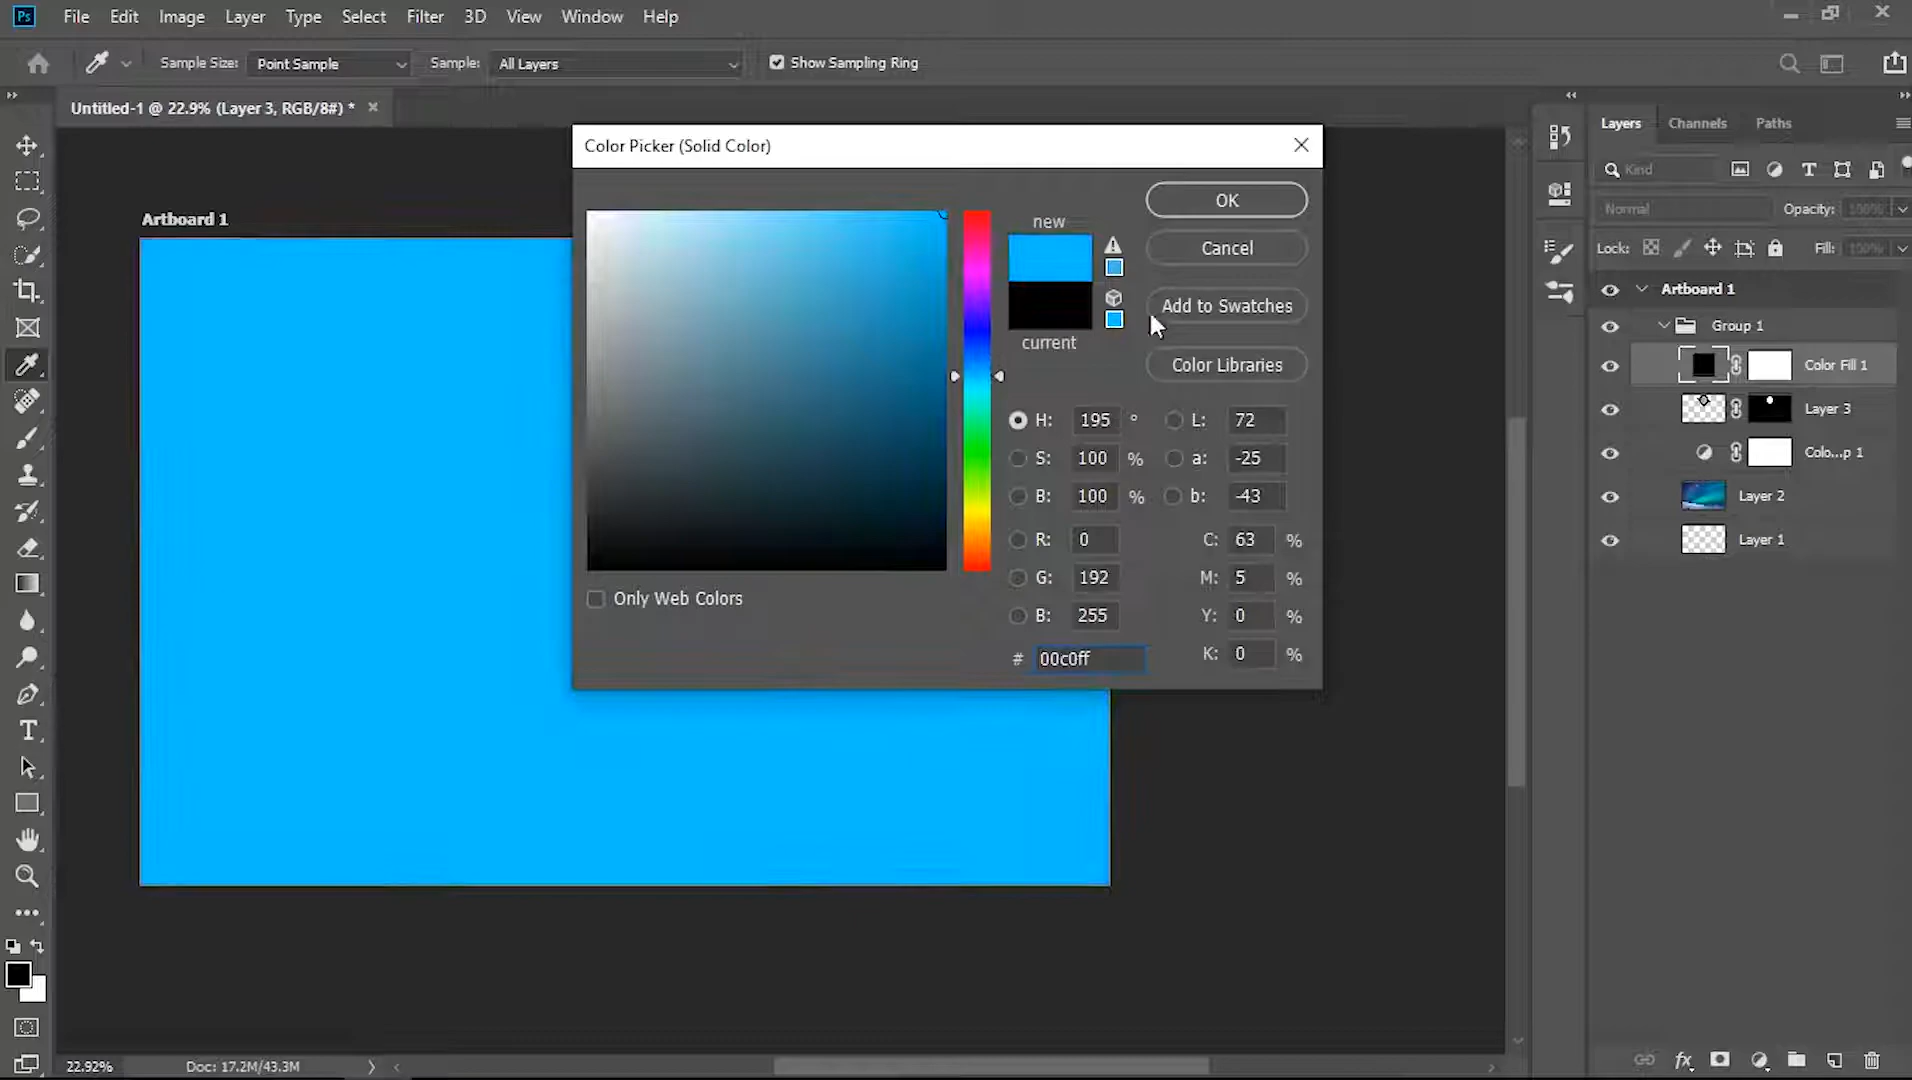 Ps File Edit Image Layer Type Select Filter 3D View Window Help
Sample Size: Point Sample Sample: All Layers Show Sampling Ring
Untitled-1 @ 22.9% (Layer 3, RGB/8#) *
Artboard 1
Color Picker (Solid Color)
new
current
OK
Cancel
Add to Swatches
Color Libraries
H: 195 ° L: 72
S: 100 % a: -25
B: 100 % b: -43
R: 0 C: 63 %
G: 192 M: 5 %
B: 255 Y: 0 %
# 00c0ff K: 0 %
Only Web Colors
Layers Channels Paths
Kind
Normal Opacity: 100%
Lock: Fill: 100%
Artboard 1
Group 1
Color Fill 1
Layer 3
Colo...p 1
Layer 2
Layer 1
T
fx
22.92% Doc: 17.2M/43.3M